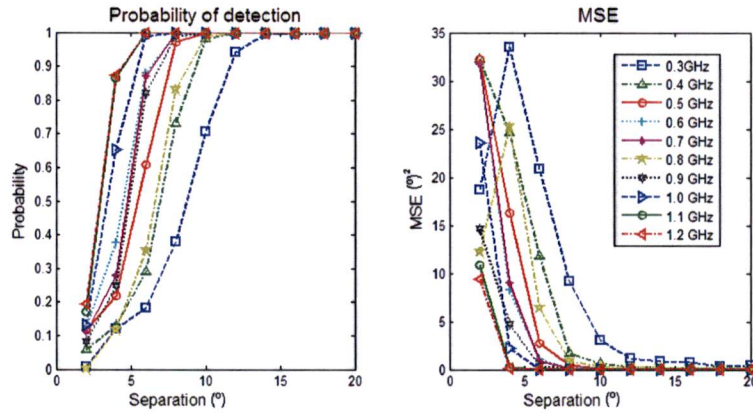 Probability of detection
1
0.9
0.8
0.7
0.6
0.5
0.4
0.3
0.2
0.1
0
Probability
0 5 10 15 20
Separation (º)
MSE
35
30
25
20
15
10
5
0
MSE (º)²
0 5 10 15 20
Separation (º)
0.3GHz
0.4 GHz
0.5 GHz
0.6 GHz
0.7 GHz
0.8 GHz
0.9 GHz
1.0 GHz
1.1 GHz
1.2 GHz